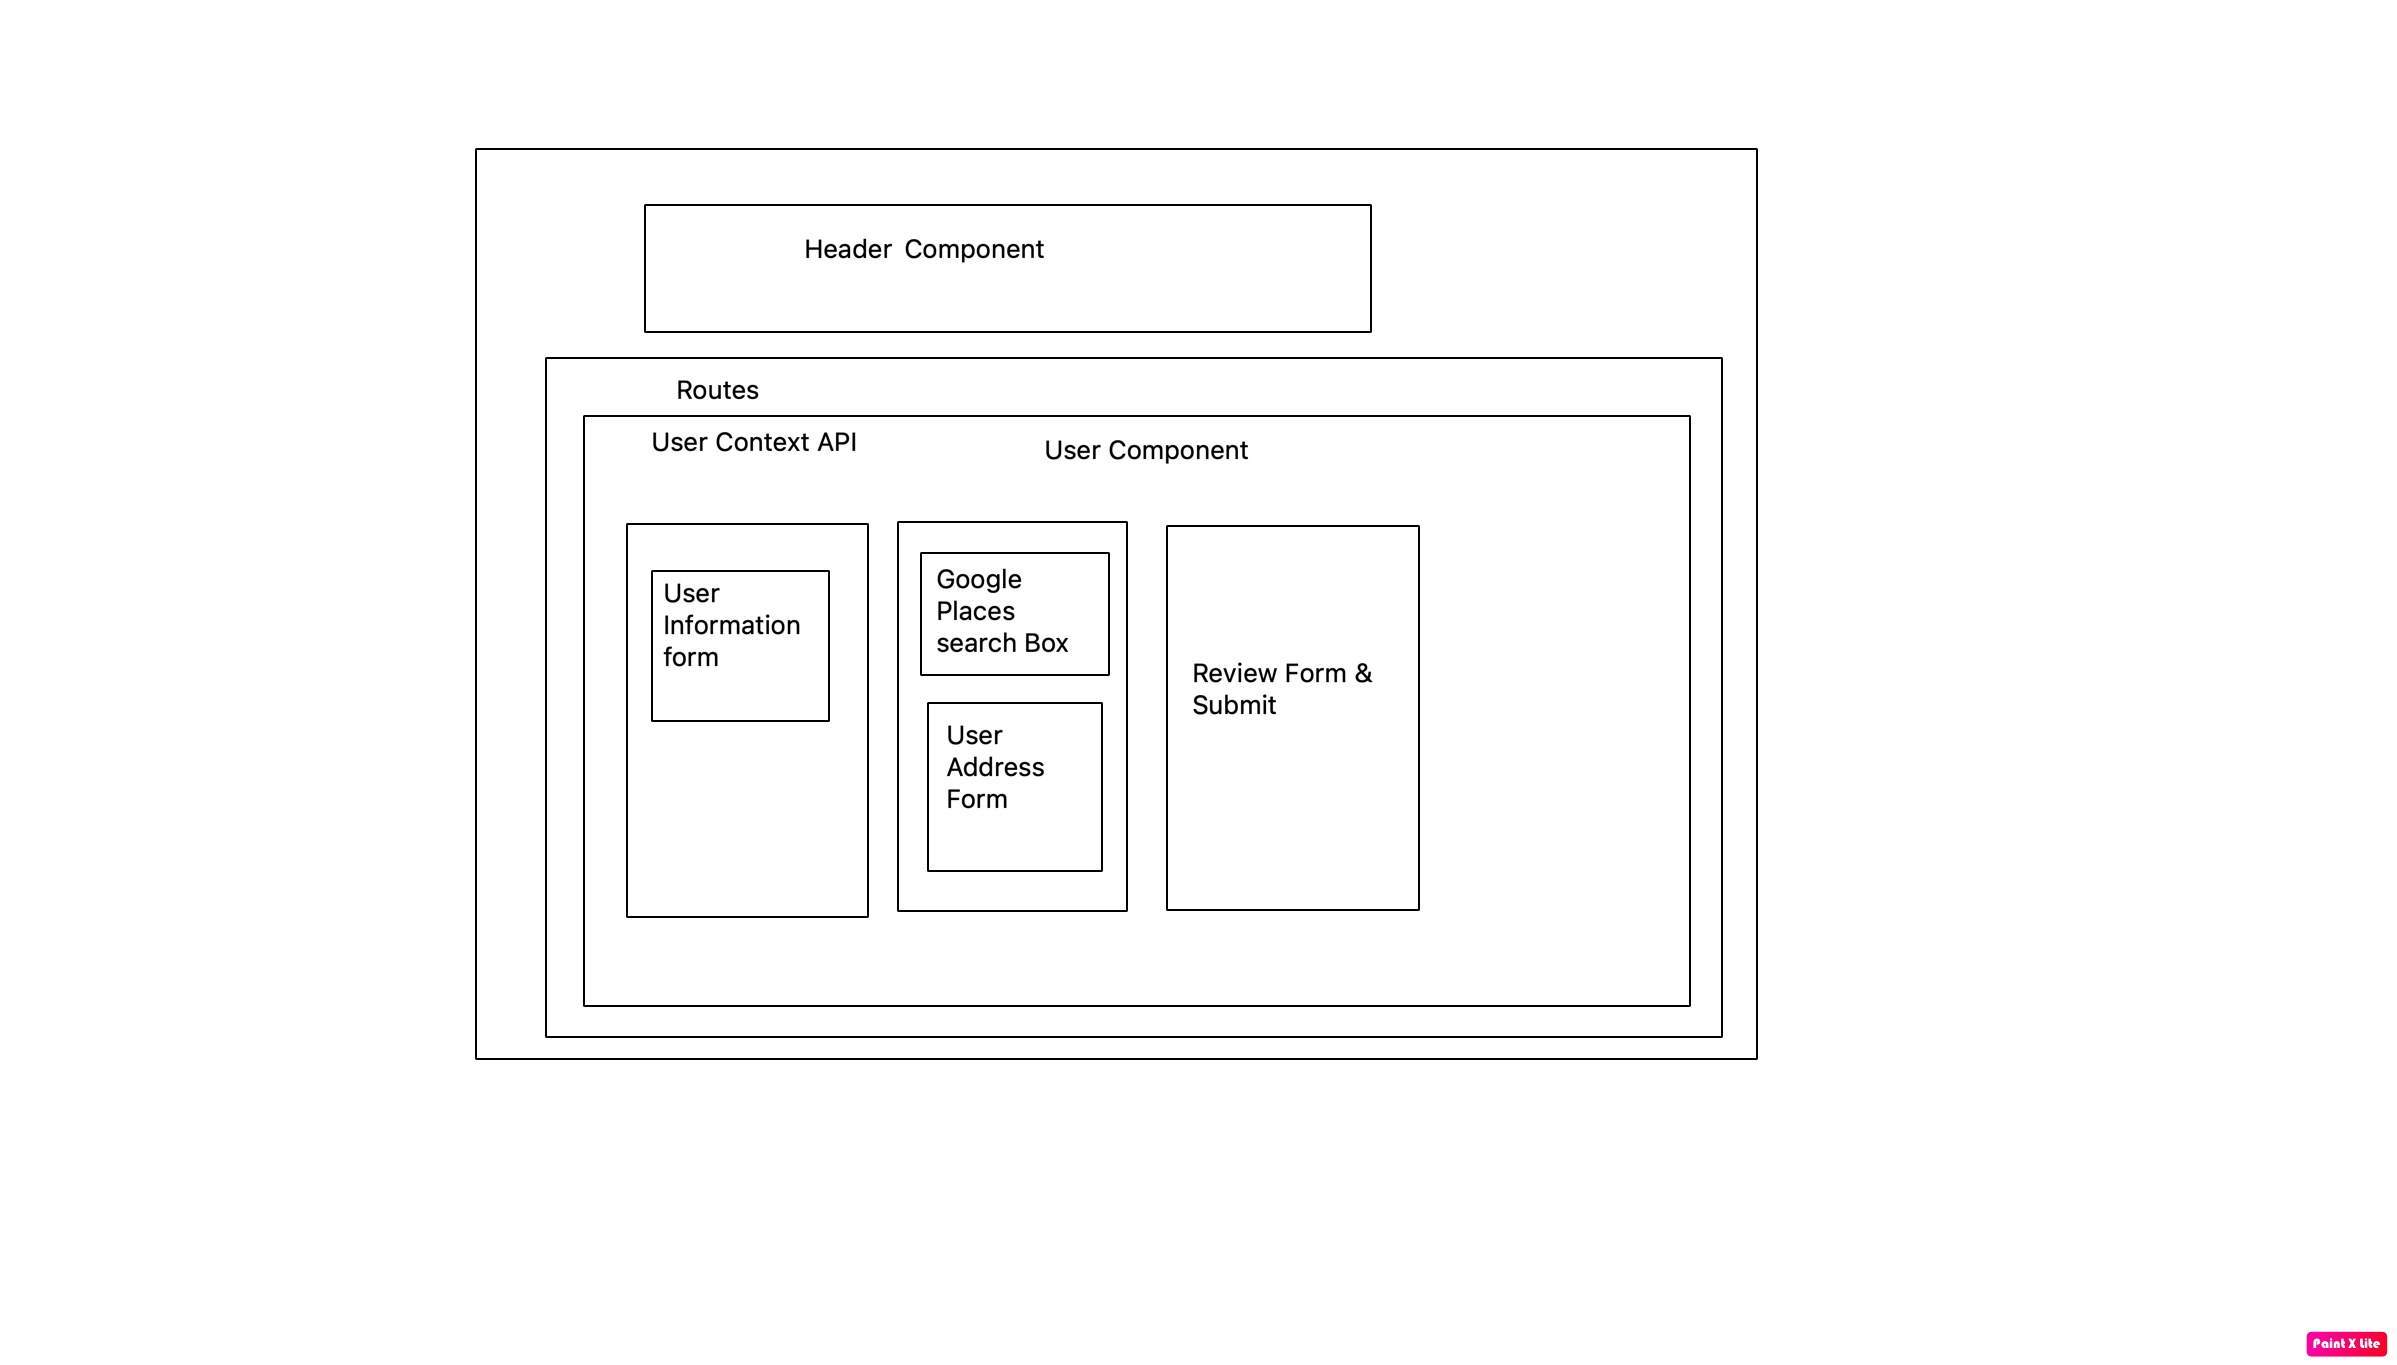 Header Component
Routes
User Context API
User Component
User
Information
form
Google
Places
search Box
User
Address
Form
Review Form &
Submit
Paint X Lite